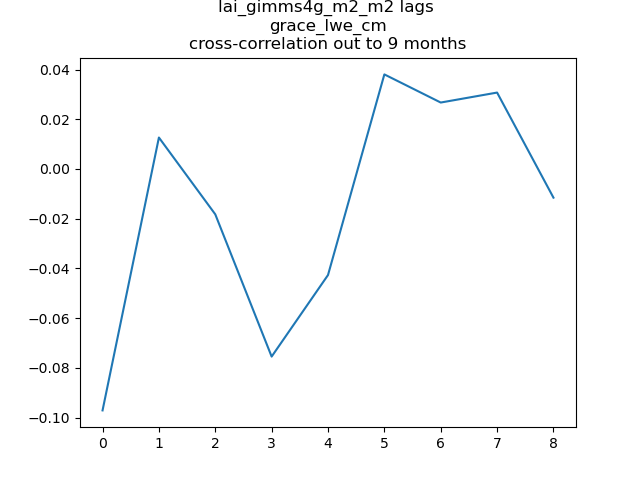 lai_gimms4g_m2_m2 lags
grace_lwe_cm
cross-correlation out to 9 months
0.04
0.02
0.00
−0.02
−0.04
−0.06
−0.08
−0.10
0 1 2 3 4 5 6 7 8